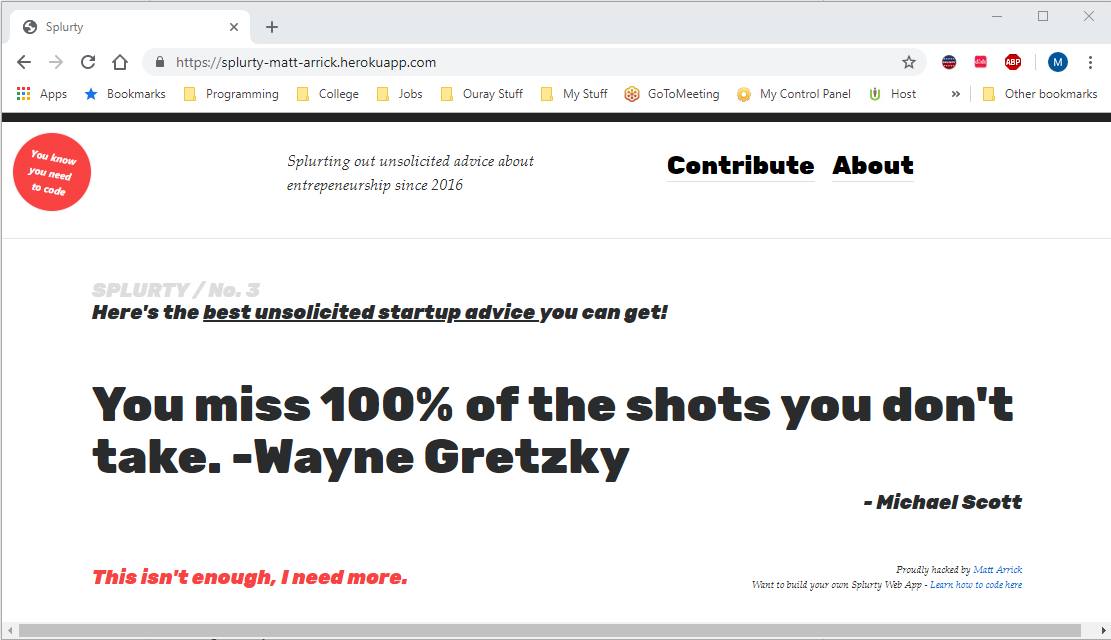 Splurty
https://splurty-matt-arrick.herokuapp.com
ABP
M
Apps Bookmarks Programming College Jobs Ouray Stuff My Stuff GoToMeeting My Control Panel Host » Other bookmarks
You know
you need
to code
Splurting out unsolicited advice about
entrepeneurship since 2016
Contribute About
SPLURTY / No. 3
Here's the best unsolicited startup advice you can get!
You miss 100% of the shots you don't
take. -Wayne Gretzky
- Michael Scott
This isn't enough, I need more.
Proudly hacked by Matt Arrick
Want to build your own Splurty Web App - Learn how to code here